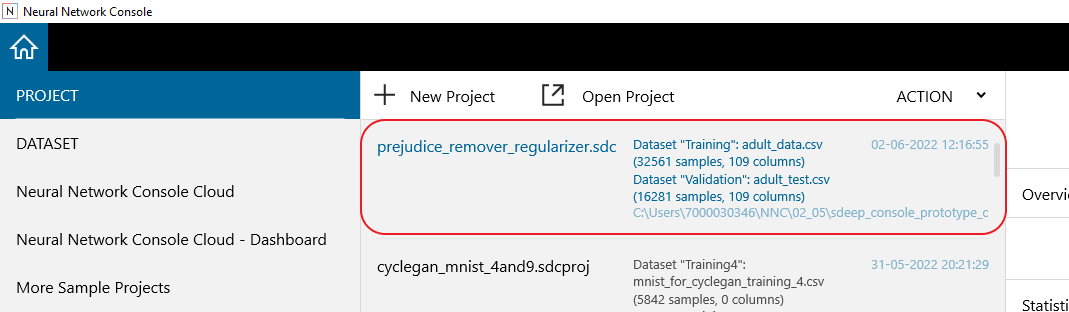 N Neural Network Console
PROJECT
DATASET
Neural Network Console Cloud
Neural Network Console Cloud - Dashboard
More Sample Projects
New Project
Open Project
ACTION
prejudice_remover_regularizer.sdc
Dataset "Training": adult_data.csv
(32561 samples, 109 columns)
Dataset "Validation": adult_test.csv
(16281 samples, 109 columns)
C:\Users\7000030346\NNC\02_05\sdeep_console_prototype_c
02-06-2022 12:16:55
cyclegan_mnist_4and9.sdcproj
Dataset "Training4":
mnist_for_cyclegan_training_4.csv
(5842 samples, 0 columns)
31-05-2022 20:21:29
Overvi
Statisti